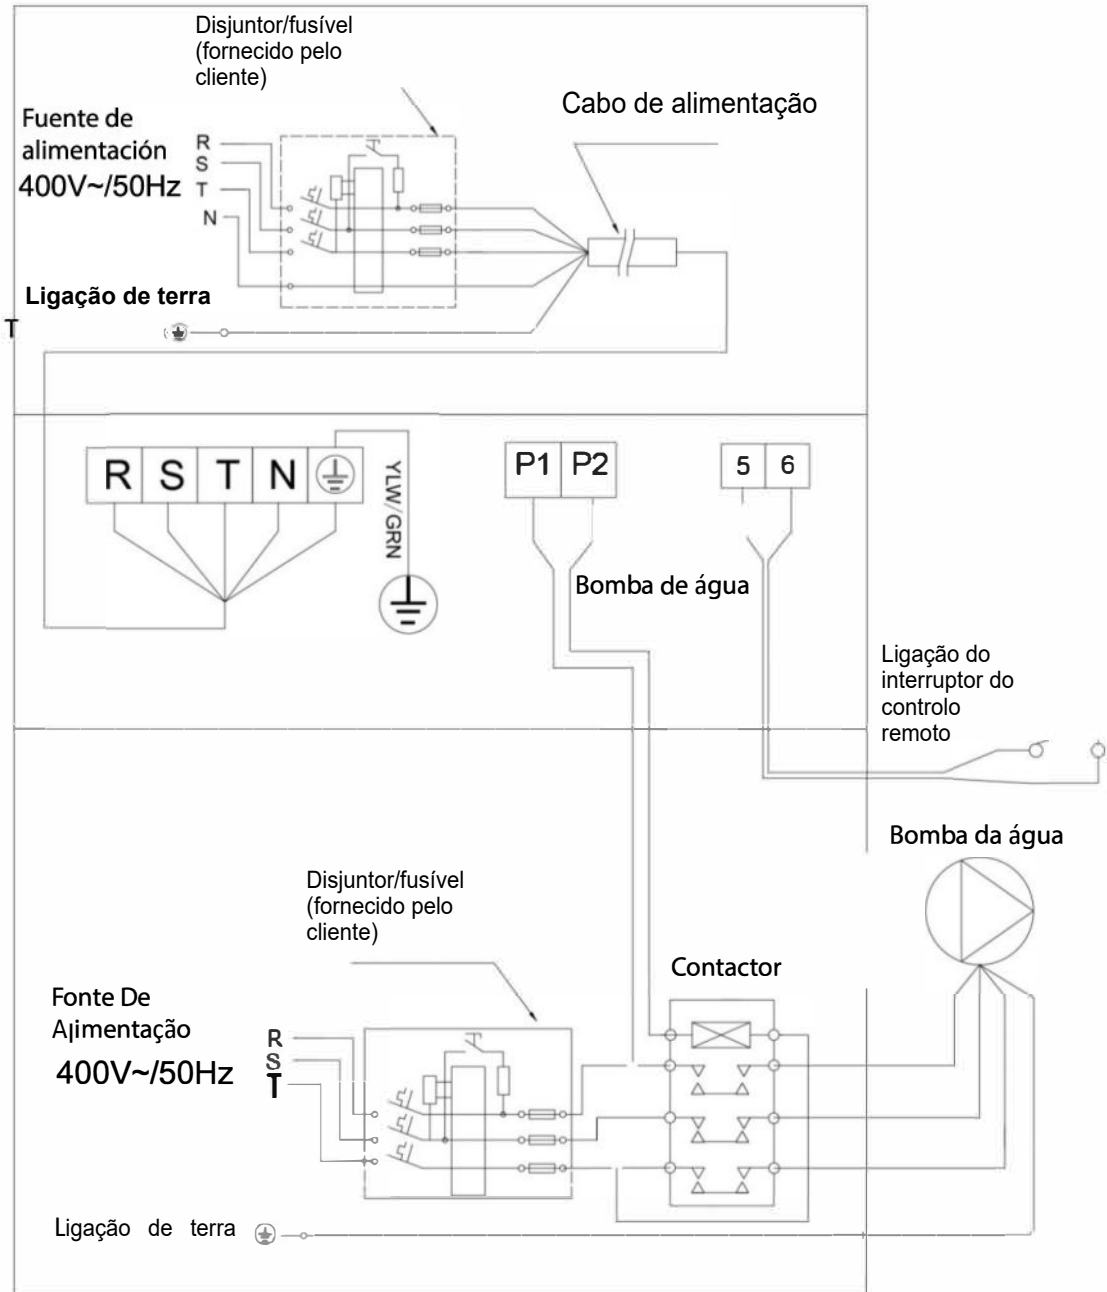 Disjuntor/fusível
(fornecido pelo
cliente)
Cabo de alimentação
Fuente de
alimentación
400V~/50Hz
R
S
T
N
Ligação de terra
T
R S T N
YLW/GRN
P1 P2
5 6
Bomba de água
Ligação do
interruptor do
controlo
remoto
Bomba da água
Disjuntor/fusível
(fornecido pelo
cliente)
Contactor
Fonte De
Alimentação
400V~/50Hz
R
S
T
Ligação de terra